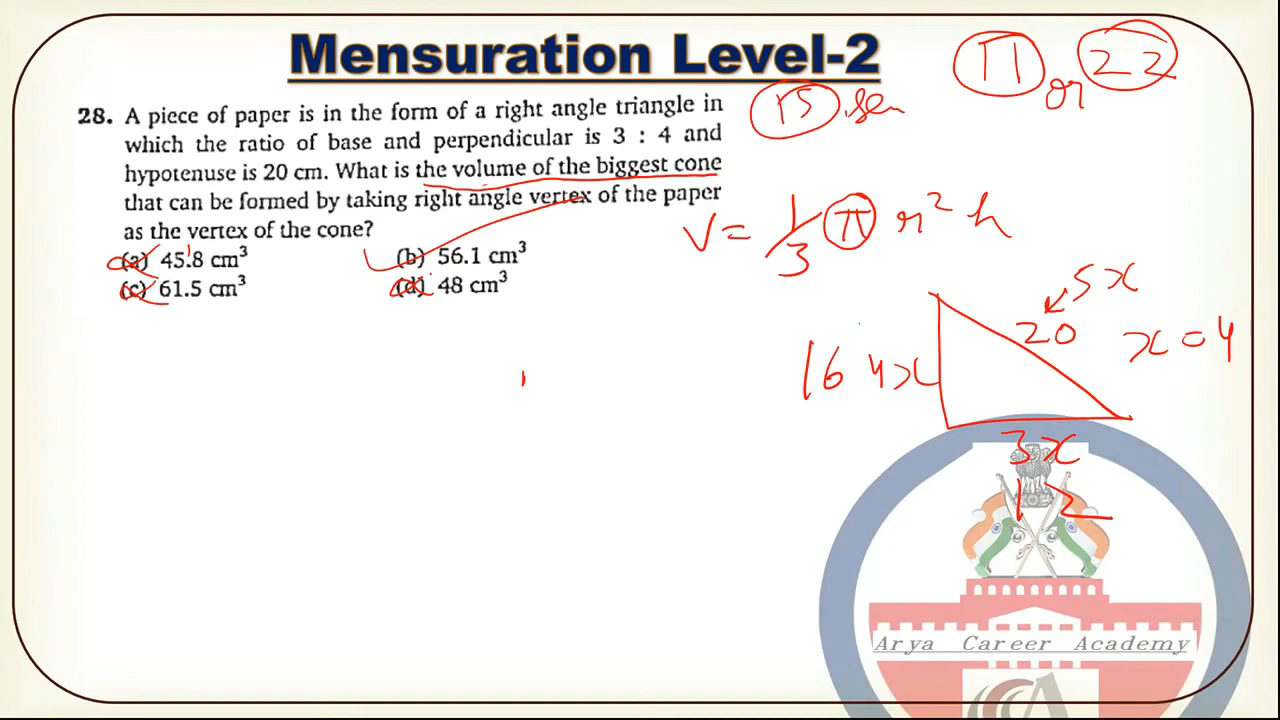 Mensuration Level-2
π or 22
15 sec
28. A piece of paper is in the form of a right angle triangle in
which the ratio of base and perpendicular is 3 : 4 and
hypotenuse is 20 cm. What is the volume of the biggest cone
that can be formed by taking right angle vertex of the paper
as the vertex of the cone?
(a) 45.8 cm³ (b) 56.1 cm³
(c) 61.5 cm³ (d) 48 cm³
V = 1/3 π r² h
5x
20
x = 4
16 4x
3x
12
Arya Career Academy